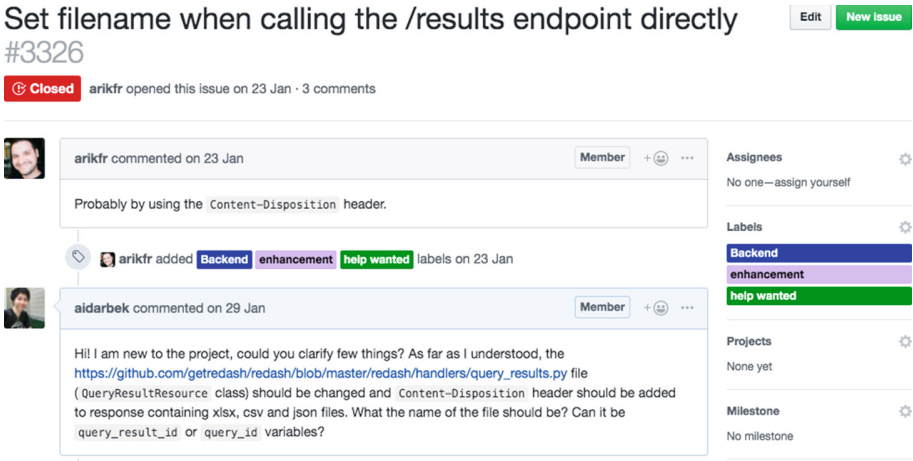 Set filename when calling the /results endpoint directly
#3326
Edit
New issue
Closed
arikfr opened this issue on 23 Jan · 3 comments
arikfr commented on 23 Jan
Member
Probably by using the Content-Disposition header.
arikfr added Backend enhancement help wanted labels on 23 Jan
aidarbek commented on 29 Jan
Member
Hi! I am new to the project, could you clarify few things? As far as I understood, the
https://github.com/getredash/redash/blob/master/redash/handlers/query_results.py file
(QueryResultResource class) should be changed and Content-Disposition header should be added
to response containing xlsx, csv and json files. What the name of the file should be? Can it be
query_result_id or query_id variables?
Assignees
No one—assign yourself
Labels
Backend
enhancement
help wanted
Projects
None yet
Milestone
No milestone